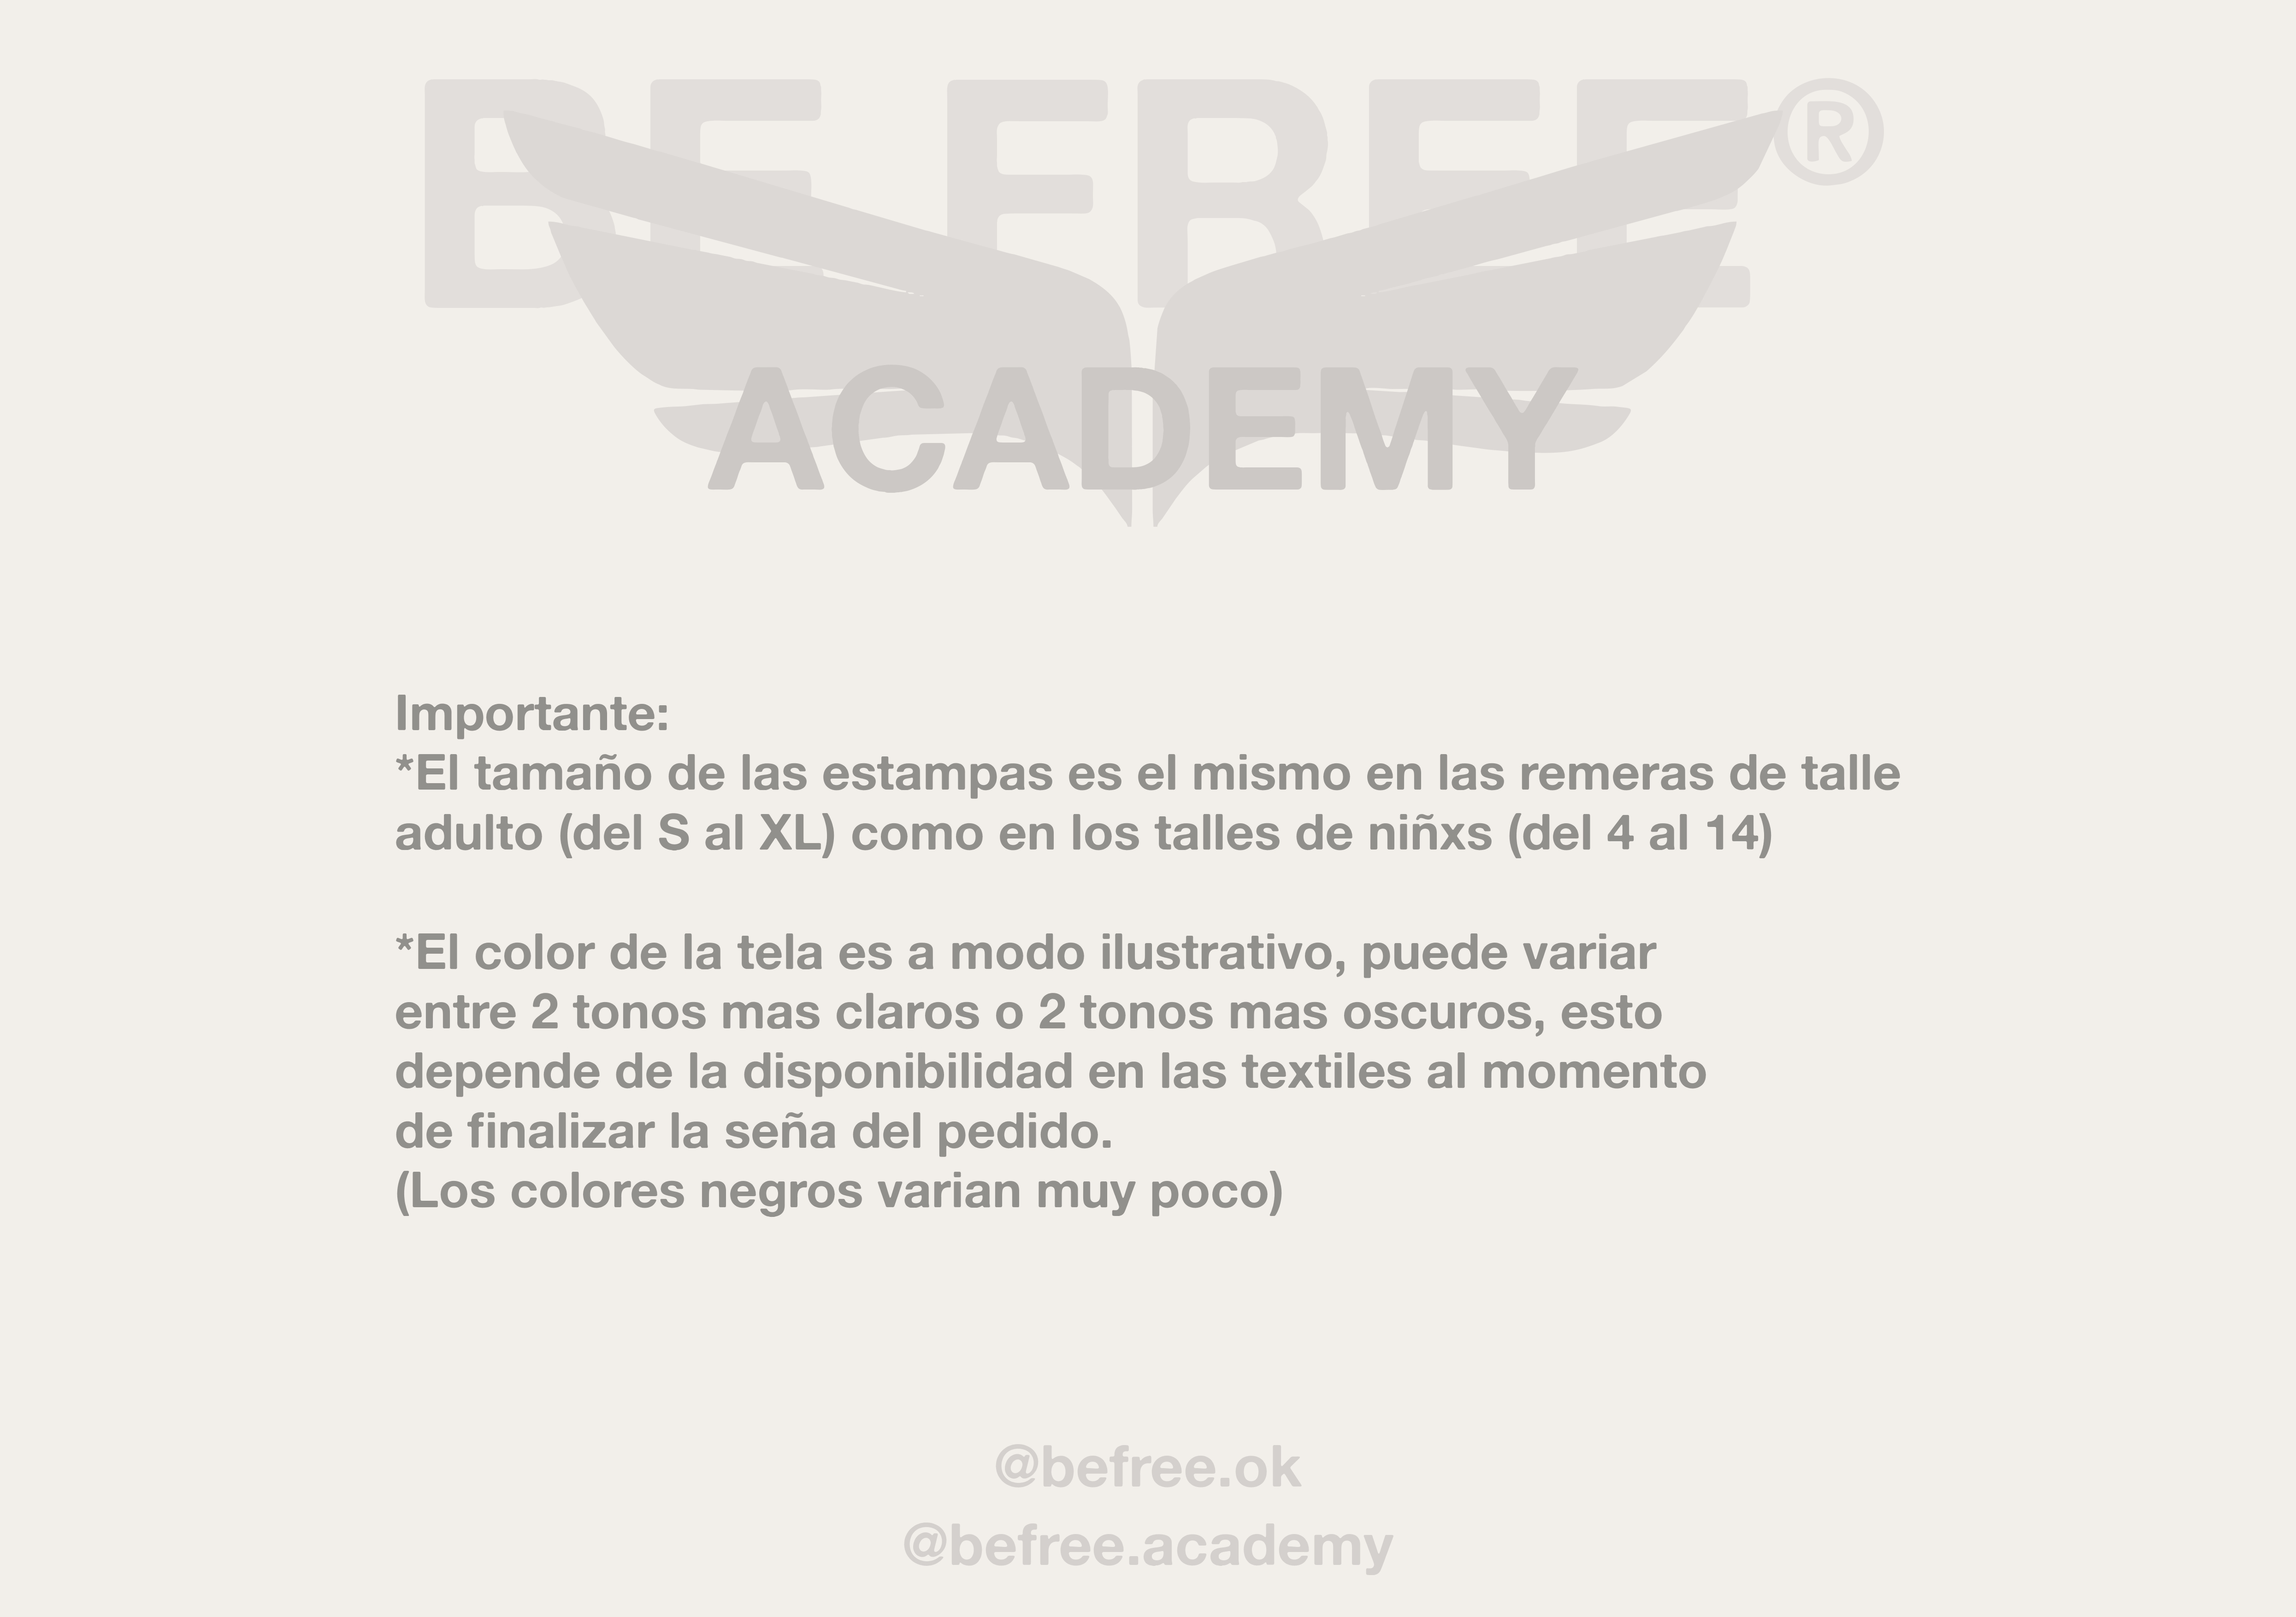 BE FREE®
ACADEMY
Importante:
*El tamaño de las estampas es el mismo en las remeras de talle
adulto (del S al XL) como en los talles de niñxs (del 4 al 14)
*El color de la tela es a modo ilustrativo, puede variar
entre 2 tonos mas claros o 2 tonos mas oscuros, esto
depende de la disponibilidad en las textiles al momento
de finalizar la seña del pedido.
(Los colores negros varian muy poco)
@befree.ok
@befree.academy